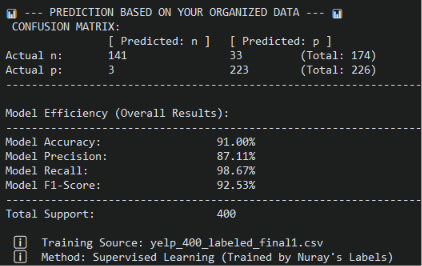 📊 --- PREDICTION BASED ON YOUR ORGANIZED DATA --- 📊
CONFUSION MATRIX:
[ Predicted: n ] [ Predicted: p ]
Actual n: 141 33 (Total: 174)
Actual p: 3 223 (Total: 226)
--------------------------------------------------------------
Model Efficiency (Overall Results):
--------------------------------------------------------------
Model Accuracy: 91.00%
Model Precision: 87.11%
Model Recall: 98.67%
Model F1-Score: 92.53%
--------------------------------------------------------------
Total Support: 400
ℹ️ Training Source: yelp_400_labeled_final1.csv
ℹ️ Method: Supervised Learning (Trained by Nuray's Labels)